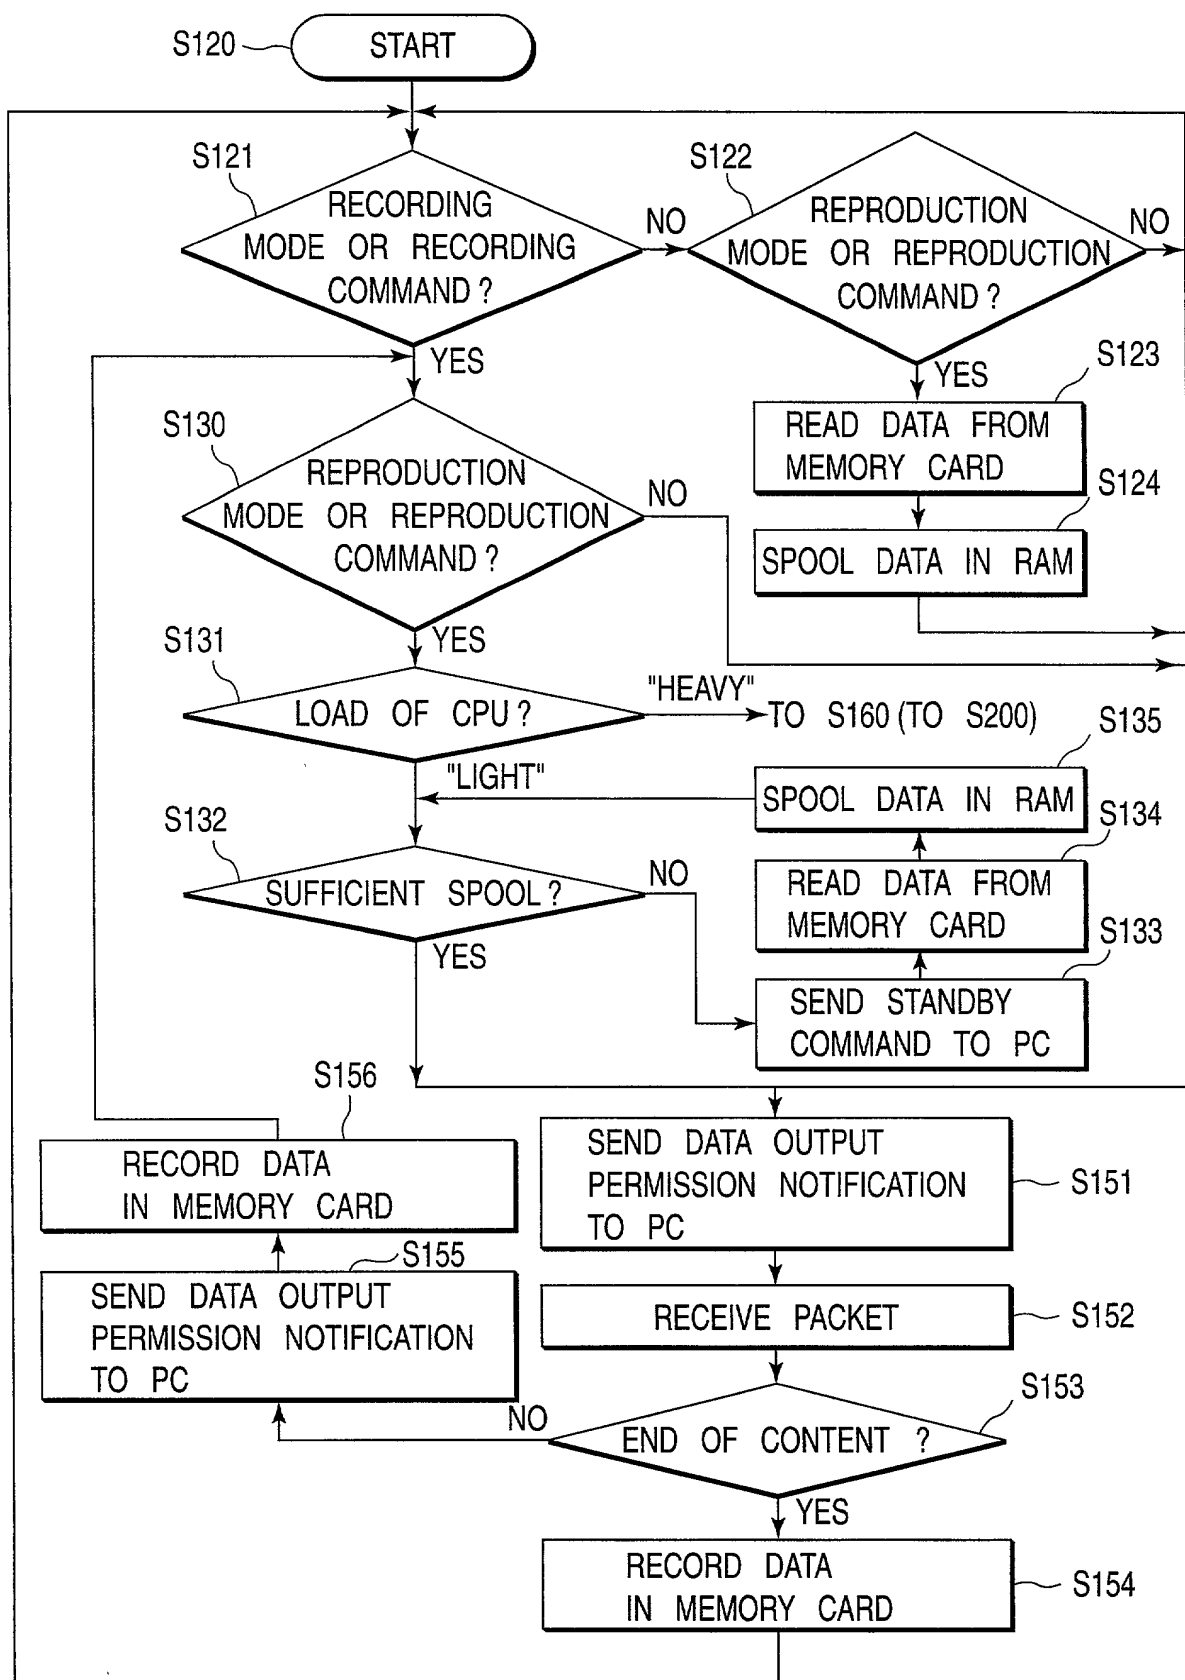 S120
START
S121
RECORDING
MODE OR RECORDING
COMMAND?
NO
S122
REPRODUCTION
MODE OR REPRODUCTION
COMMAND?
NO
YES
YES
S123
READ DATA FROM
MEMORY CARD
S124
SPOOL DATA IN RAM
S130
REPRODUCTION
MODE OR REPRODUCTION
COMMAND?
NO
YES
S131
LOAD OF CPU?
"HEAVY"
TO S160 (TO S200)
"LIGHT"
S135
SPOOL DATA IN RAM
S134
READ DATA FROM
MEMORY CARD
S132
SUFFICIENT SPOOL?
NO
YES
S133
SEND STANDBY
COMMAND TO PC
S156
RECORD DATA
IN MEMORY CARD
S151
SEND DATA OUTPUT
PERMISSION NOTIFICATION
TO PC
S155
SEND DATA OUTPUT
PERMISSION NOTIFICATION
TO PC
RECEIVE PACKET
S152
S153
END OF CONTENT ?
NO
YES
RECORD DATA
IN MEMORY CARD
S154